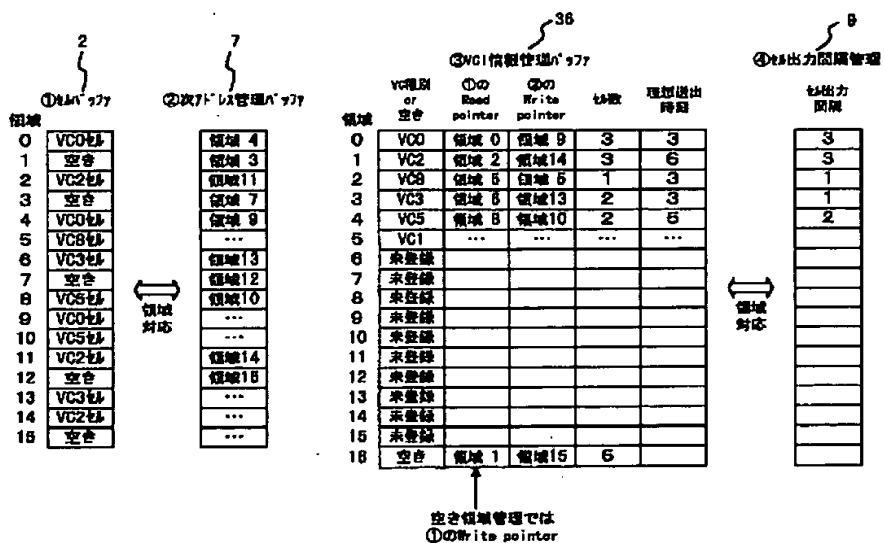 2
7
36
9
①セルバッファ
②次アドレス管理バッファ
③VCI情報管理バッファ
④セル出力間隔管理
領域
領域
VC種別 or 空き
①の Read pointer
②の Write pointer
セル数
理想送出時刻
セル出力間隔
0 VC0セル 領域 4
1 空き 領域 3
2 VC2セル 領域11
3 空き 領域 7
4 VC0セル 領域 9
5 VC8セル ...
6 VC3セル 領域13
7 空き 領域12
8 VC5セル 領域10
9 VC0セル ...
10 VC5セル ...
11 VC2セル 領域14
12 空き 領域15
13 VC3セル ...
14 VC2セル ...
15 空き ...
領域対応
0 VC0 領域 0 領域 9 3 3 3
1 VC2 領域 2 領域14 3 6 3
2 VC8 領域 5 領域 5 1 3 1
3 VC3 領域 6 領域13 2 3 1
4 VC5 領域 8 領域10 2 5 2
5 VC1 ... ... ... ...
6 未登録
7 未登録
8 未登録
9 未登録
10 未登録
11 未登録
12 未登録
13 未登録
14 未登録
15 未登録
16 空き 領域 1 領域15 5
領域対応
空き領域管理では
①のWrite pointer